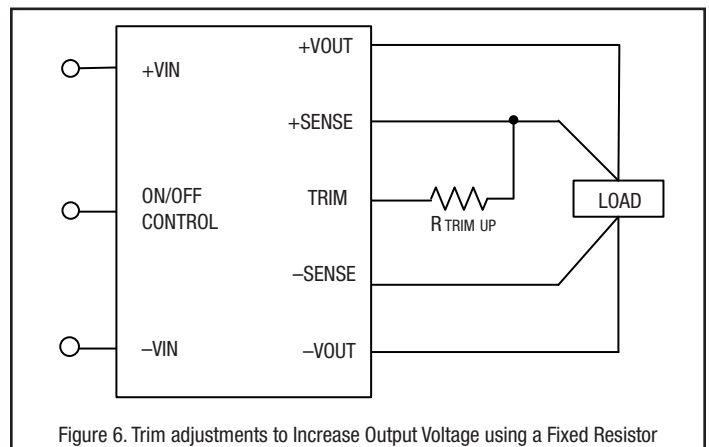 +VOUT
+VIN
+SENSE
ON/OFF
CONTROL
TRIM
R TRIM UP
LOAD
–SENSE
–VIN
–VOUT
Figure 6. Trim adjustments to Increase Output Voltage using a Fixed Resistor